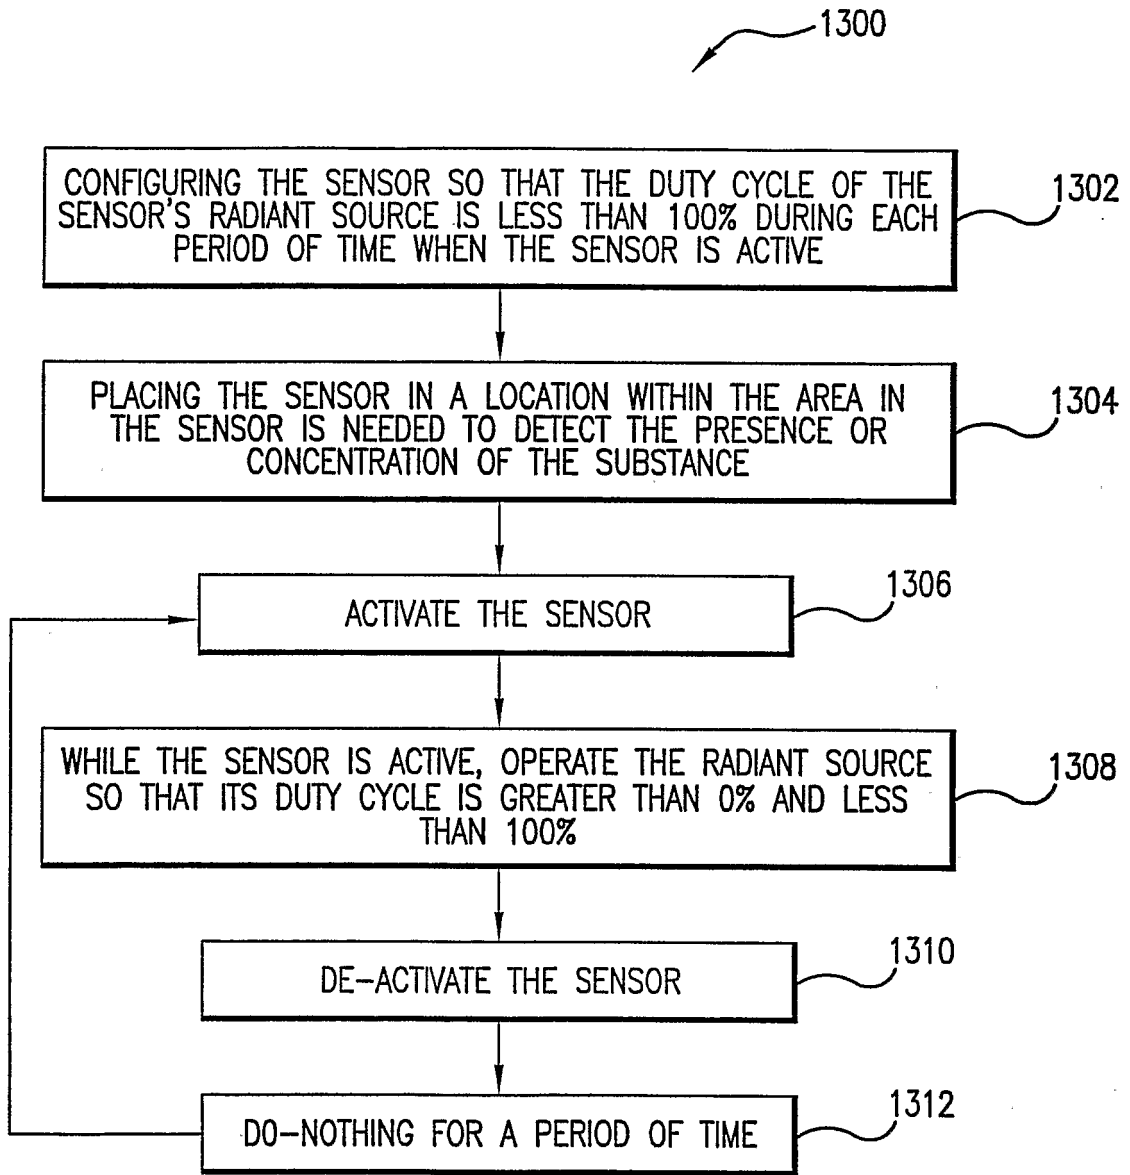 1300
CONFIGURING THE SENSOR SO THAT THE DUTY CYCLE OF THE
SENSOR'S RADIANT SOURCE IS LESS THAN 100% DURING EACH
PERIOD OF TIME WHEN THE SENSOR IS ACTIVE
1302
PLACING THE SENSOR IN A LOCATION WITHIN THE AREA IN
THE SENSOR IS NEEDED TO DETECT THE PRESENCE OR
CONCENTRATION OF THE SUBSTANCE
1304
ACTIVATE THE SENSOR
1306
WHILE THE SENSOR IS ACTIVE, OPERATE THE RADIANT SOURCE
SO THAT ITS DUTY CYCLE IS GREATER THAN 0% AND LESS
THAN 100%
1308
DE-ACTIVATE THE SENSOR
1310
DO-NOTHING FOR A PERIOD OF TIME
1312